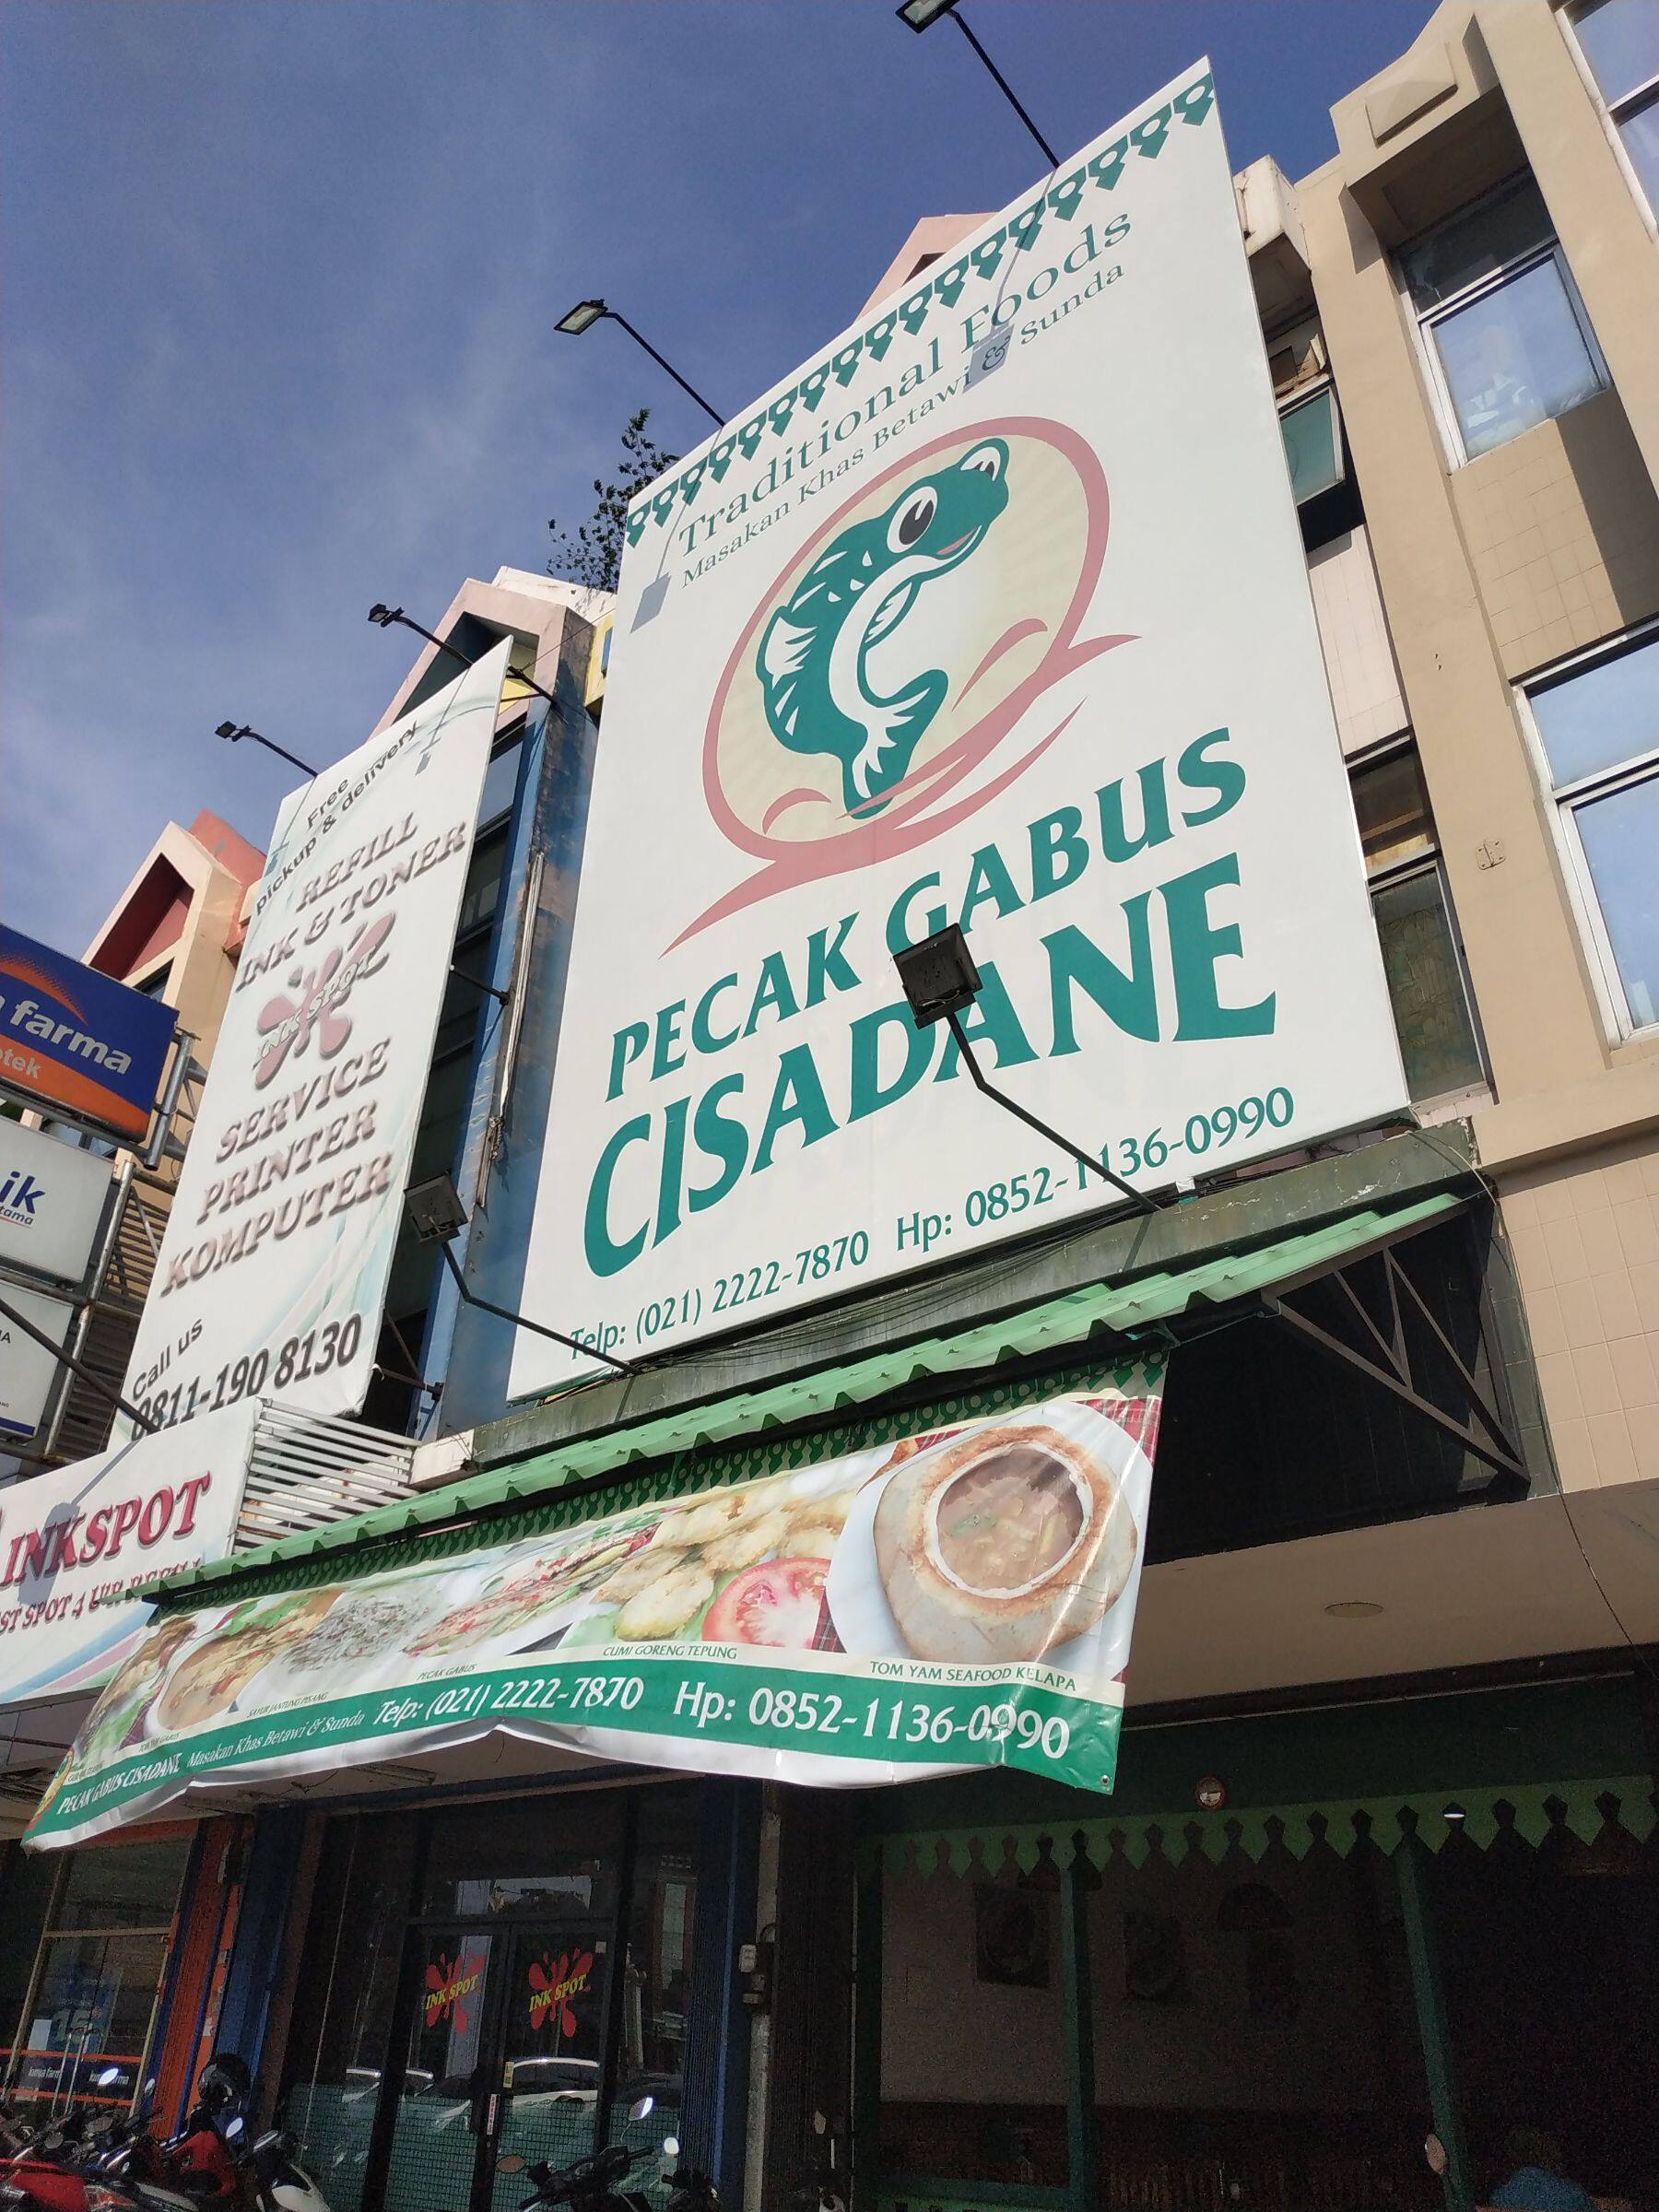 Traditional Foods
Masakan Khas Betawi & Sunda
PECAK GABUS
CISADANE
Telp: (021) 2222-7870 Hp: 0852-1136-0990
Free
pickup & delivery
REFILL
INK & TONER
INK SPOT
SERVICE
PRINTER
KOMPUTER
Call us
0811-190 8130
farma
INKSPOT
CUMI GORENG TEPUNG
TOM YAM SEAFOOD KELAPA
PECAK GABUS
SAYUR JANTUNG PISANG
PECAK GABUS CISADANE Masakan Khas Betawi & Sunda Telp: (021) 2222-7870 Hp: 0852-1136-0990
INK SPOT
INK SPOT